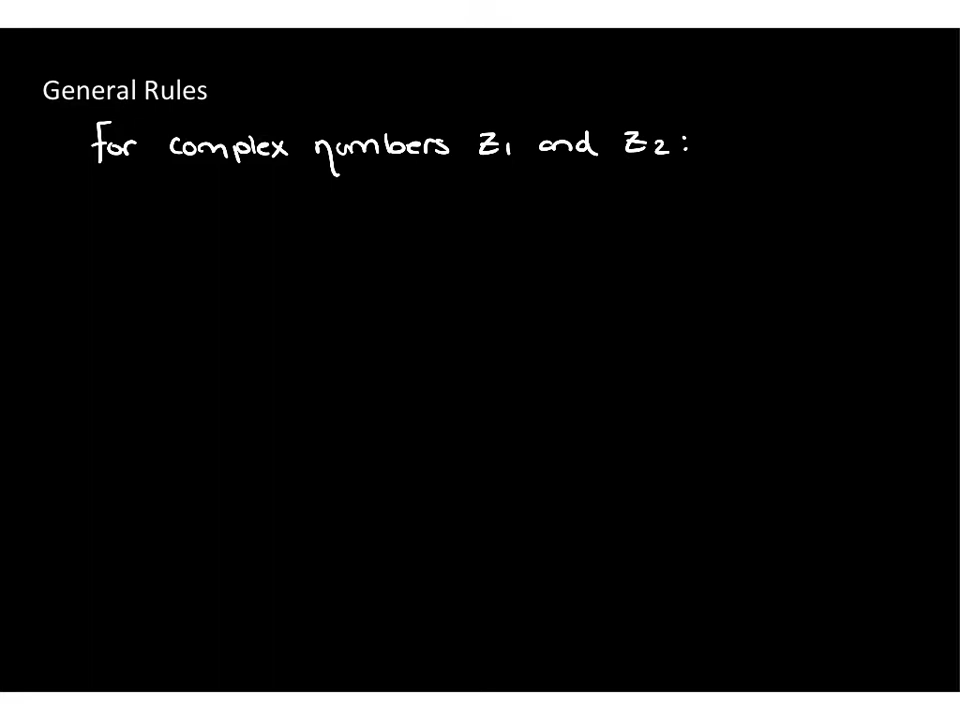 General Rules
for complex numbers z₁ and z₂ :